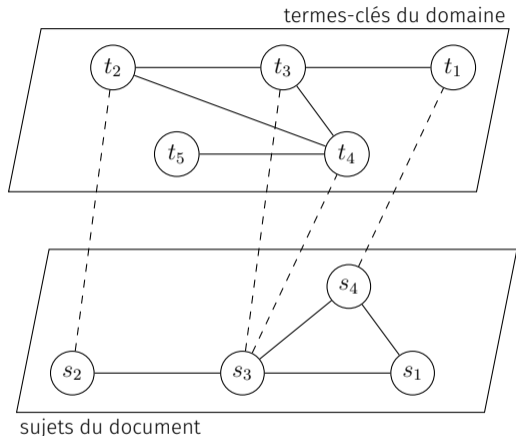 termes-clés du domaine
t₂ t₃ t₁
t₅ t₄
s₄
s₂ s₃ s₁
sujets du document